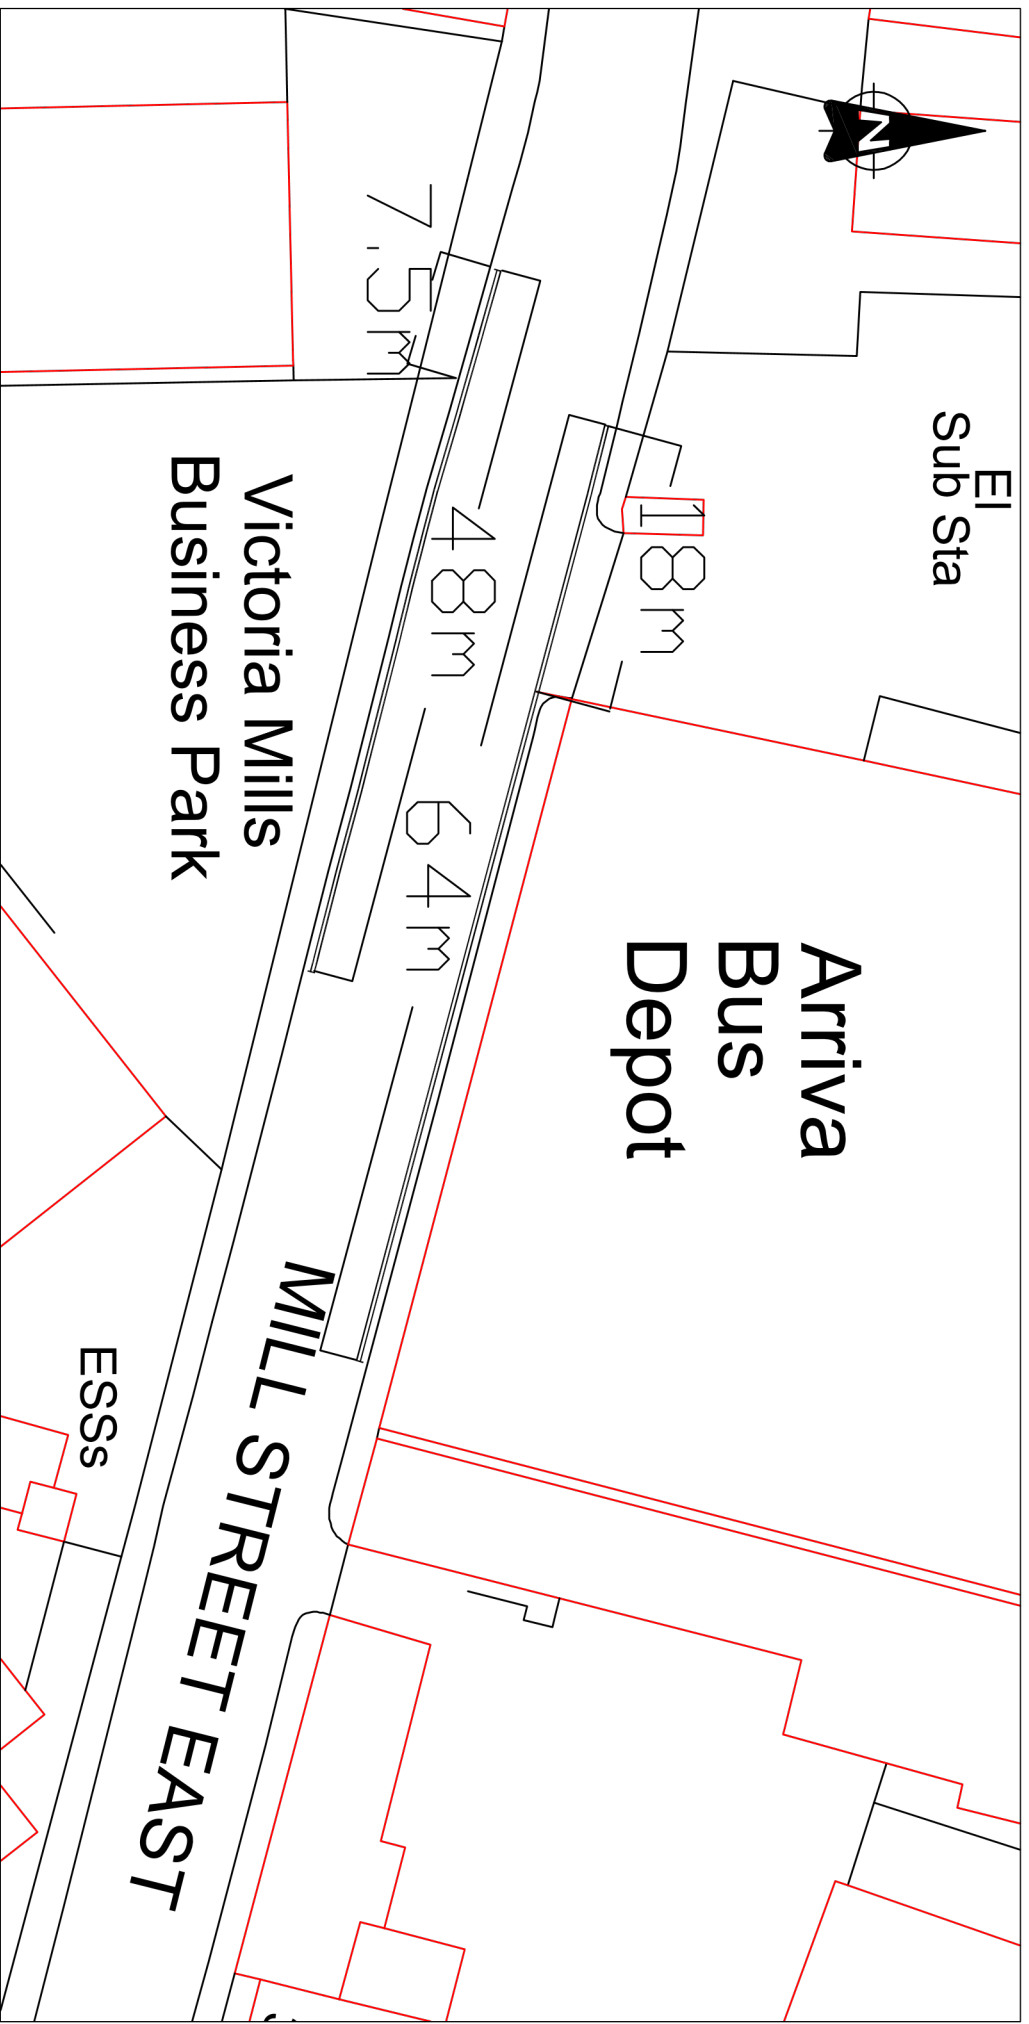 N
El
Sub Sta
7.5m
18m
48m
64m
Victoria Mills
Business Park
Arriva
Bus
Depot
MILL STREET EAST
ESSs